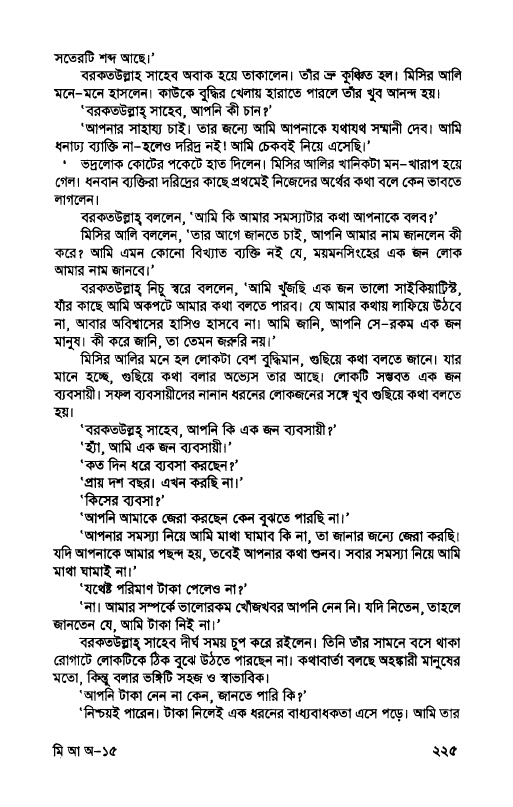 সতেরটি শব্দ আছে।’
বরকতউল্লাহ সাহেব অবাক হয়ে তাকালেন। তাঁর ভ্রু কুঞ্চিত হল। মিসির আলি
মনে-মনে হাসলেন। কাউকে বুদ্ধির খেলায় হারাতে পারলে তাঁর খুব আনন্দ হয়।
‘বরকতউল্লাহ্ সাহেব, আপনি কী চান?’
‘আপনার সাহায্য চাই। তার জন্যে আমি আপনাকে যথাযথ সম্মানী দেব। আমি
ধনাঢ্য ব্যাক্তি না-হলেও দরিদ্র নই! আমি চেকবই নিয়ে এসেছি।’
‘ ভদ্রলোক কোটের পকেটে হাত দিলেন। মিসির আলির খানিকটা মন-খারাপ হয়ে
গেল। ধনবান ব্যক্তিরা দরিদ্রের কাছে প্রথমেই নিজেদের অর্থের কথা বলে কেন ভাবতে
লাগলেন।
বরকতউল্লাহ্ বললেন, ‘আমি কি আমার সমস্যাটার কথা আপনাকে বলব?’
মিসির আলি বললেন, ‘তার আগে জানতে চাই, আপনি আমার নাম জানলেন কী
করে? আমি এমন কোনো বিখ্যাত ব্যক্তি নই যে, ময়মনসিংহের এক জন লোক
আমার নাম জানবে।’
বরকতউল্লাহ্ নিচু স্বরে বললেন, ‘আমি খুঁজছি এক জন ভালো সাইকিয়াট্রিস্ট,
যাঁর কাছে আমি অকপটে আমার কথা বলতে পারব। যে আমার কথায় লাফিয়ে উঠবে
না, আবার অবিশ্বাসের হাসিও হাসবে না। আমি জানি, আপনি সে-রকম এক জন
মানুষ। কী করে জানি, তা তেমন জরুরি নয়।’
মিসির আলির মনে হল লোকটা বেশ বুদ্ধিমান, গুছিয়ে কথা বলতে জানে। যার
মানে হচ্ছে, গুছিয়ে কথা বলার অভ্যেস তার আছে। লোকটি সম্ভবত এক জন
ব্যবসায়ী। সফল ব্যবসায়ীদের নানান ধরনের লোকজনের সঙ্গে খুব গুছিয়ে কথা বলতে
হয়।
‘বরকতউল্লহ্ সাহেব, আপনি কি এক জন ব্যবসায়ী?’
‘হ্যাঁ, আমি এক জন ব্যবসায়ী।’
‘কত দিন ধরে ব্যবসা করছেন?’
‘প্রায় দশ বছর। এখন করছি না।’
‘কিসের ব্যবসা?’
‘আপনি আমাকে জেরা করছেন কেন বুঝতে পারছি না।’
‘আপনার সমস্যা নিয়ে আমি মাথা ঘামাব কি না, তা জানার জন্যে জেরা করছি।
যদি আপনাকে আমার পছন্দ হয়, তবেই আপনার কথা শুনব। সবার সমস্যা নিয়ে আমি
মাথা ঘামাই না।’
‘যথেষ্ট পরিমাণ টাকা পেলেও না?’
‘না। আমার সম্পর্কে ভালোরকম খোঁজখবর আপনি নেন নি। যদি নিতেন, তাহলে
জানতেন যে, আমি টাকা নিই না।’
বরকতউল্লাহ্ সাহেব দীর্ঘ সময় চুপ করে রইলেন। তিনি তাঁর সামনে বসে থাকা
রোগাটে লোকটিকে ঠিক বুঝে উঠতে পারছেন না। কথাবার্তা বলছে অহঙ্কারী মানুষের
মতো, কিন্তু বলার ভঙ্গিটি সহজ ও স্বাভাবিক।
‘আপনি টাকা নেন না কেন, জানতে পারি কি?’
‘নিশ্চয়ই পারেন। টাকা নিলেই এক ধরনের বাধ্যবাধকতা এসে পড়ে। আমি তার
মি আ অ-১৫
২২৫